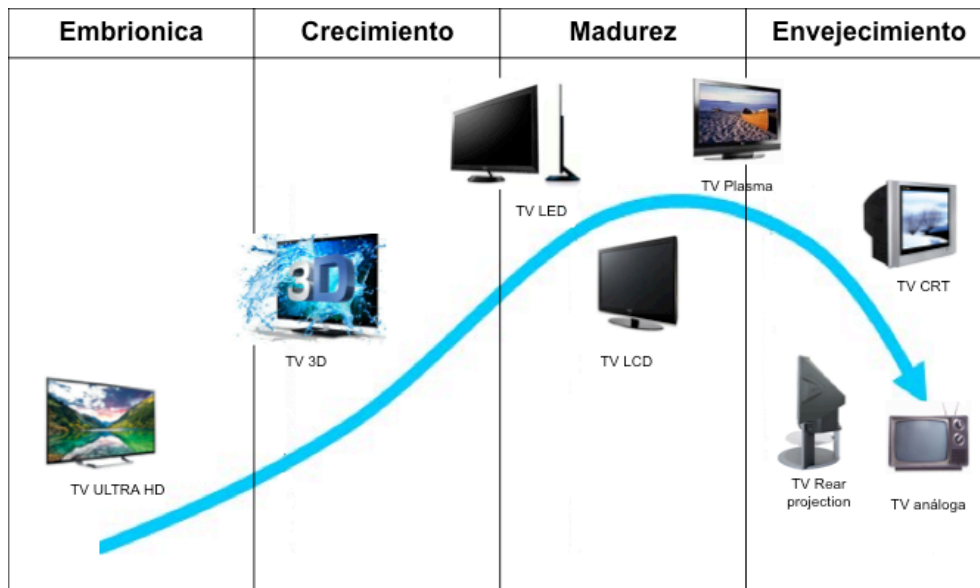 Embrionica
Crecimiento
Madurez
Envejecimiento
TV Plasma
TV LED
3D
TV CRT
TV 3D
TV LCD
TV ULTRA HD
TV Rear
projection
TV análoga